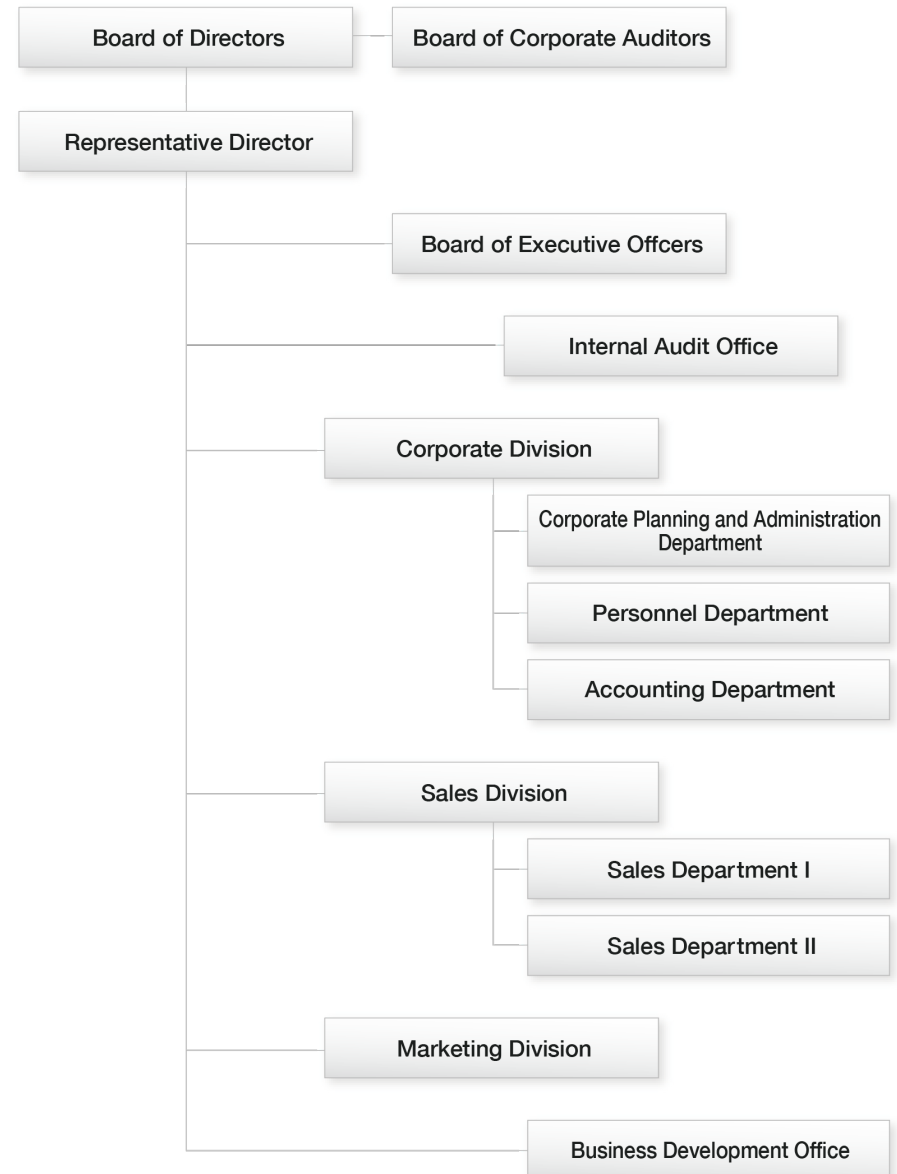 Board of Directors
Board of Corporate Auditors
Representative Director
Board of Executive Offcers
Internal Audit Office
Corporate Division
Corporate Planning and Administration
Department
Personnel Department
Accounting Department
Sales Division
Sales Department I
Sales Department II
Marketing Division
Business Development Office